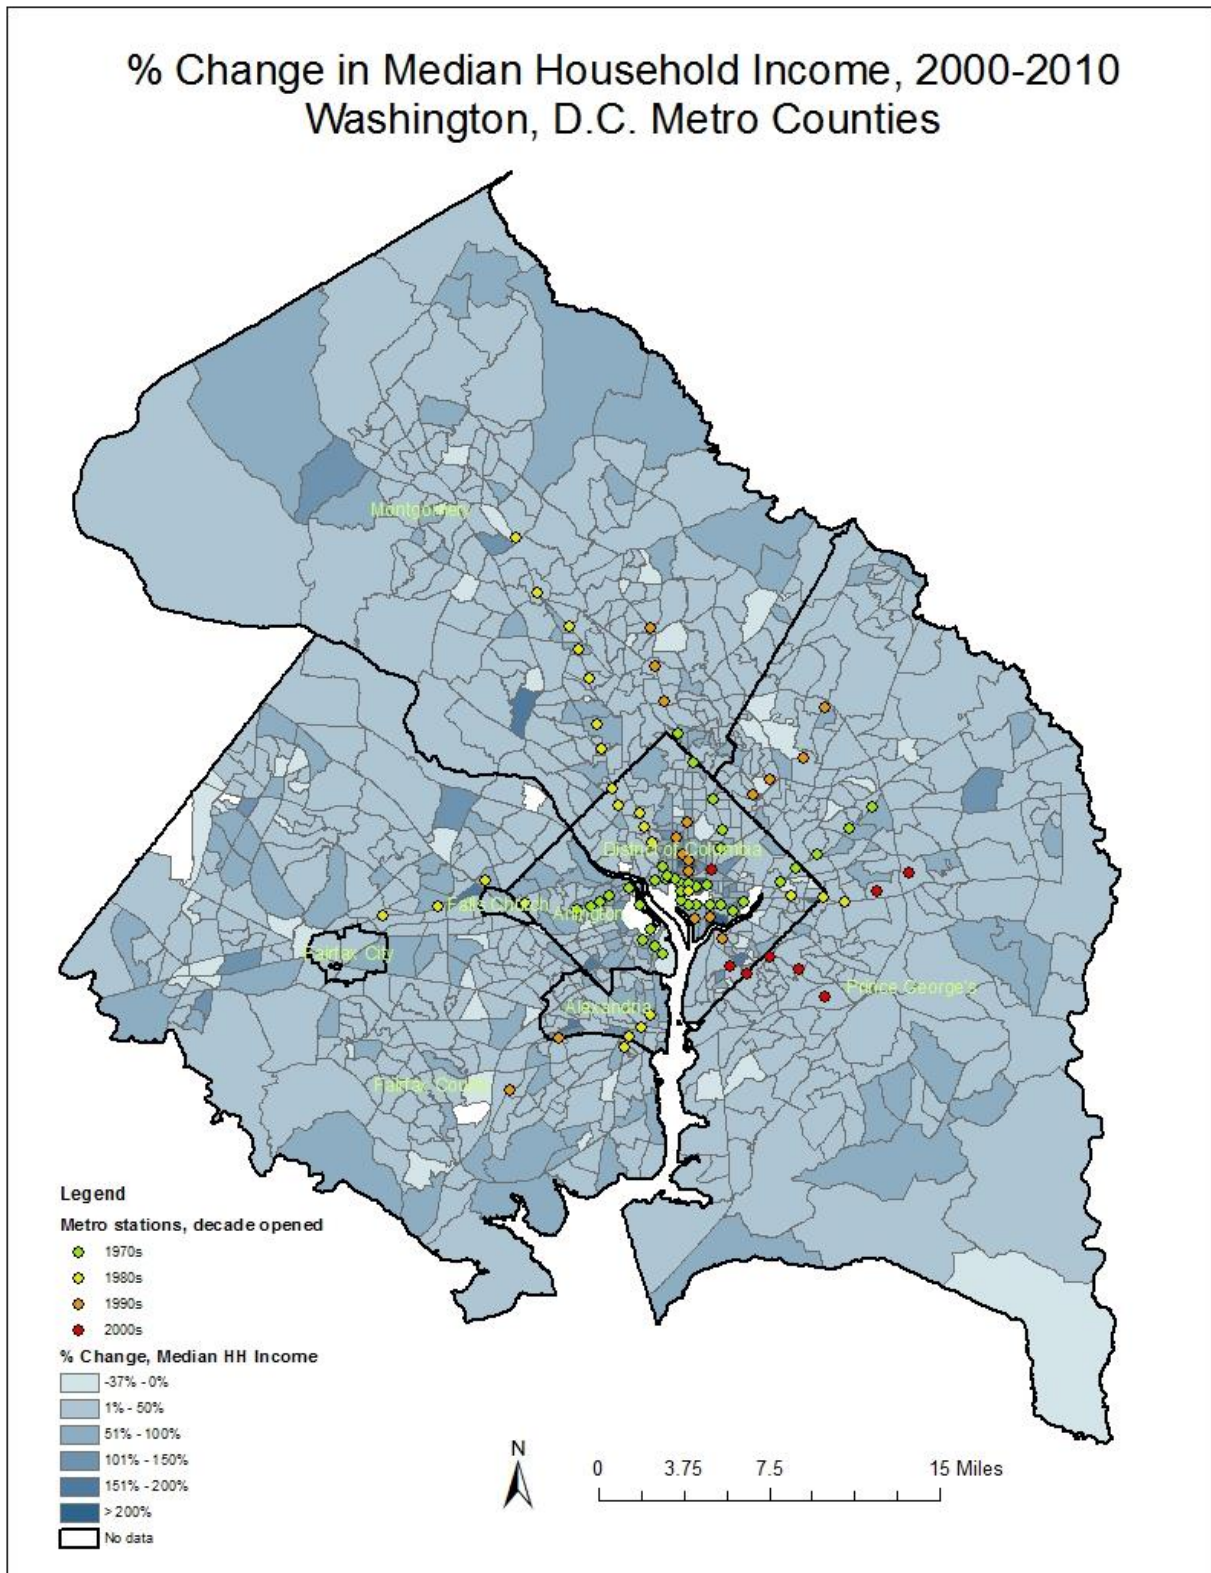 % Change in Median Household Income, 2000-2010
Washington, D.C. Metro Counties
Montgomery
District of Columbia
Falls Church
Arlington
Fairfax City
Prince George's
Alexandria
Fairfax County
Legend
Metro stations, decade opened
1970s
1980s
1990s
2000s
% Change, Median HH Income
-37% - 0%
1% - 50%
51% - 100%
101% - 150%
151% - 200%
> 200%
No data
N
0 3.75 7.5 15 Miles